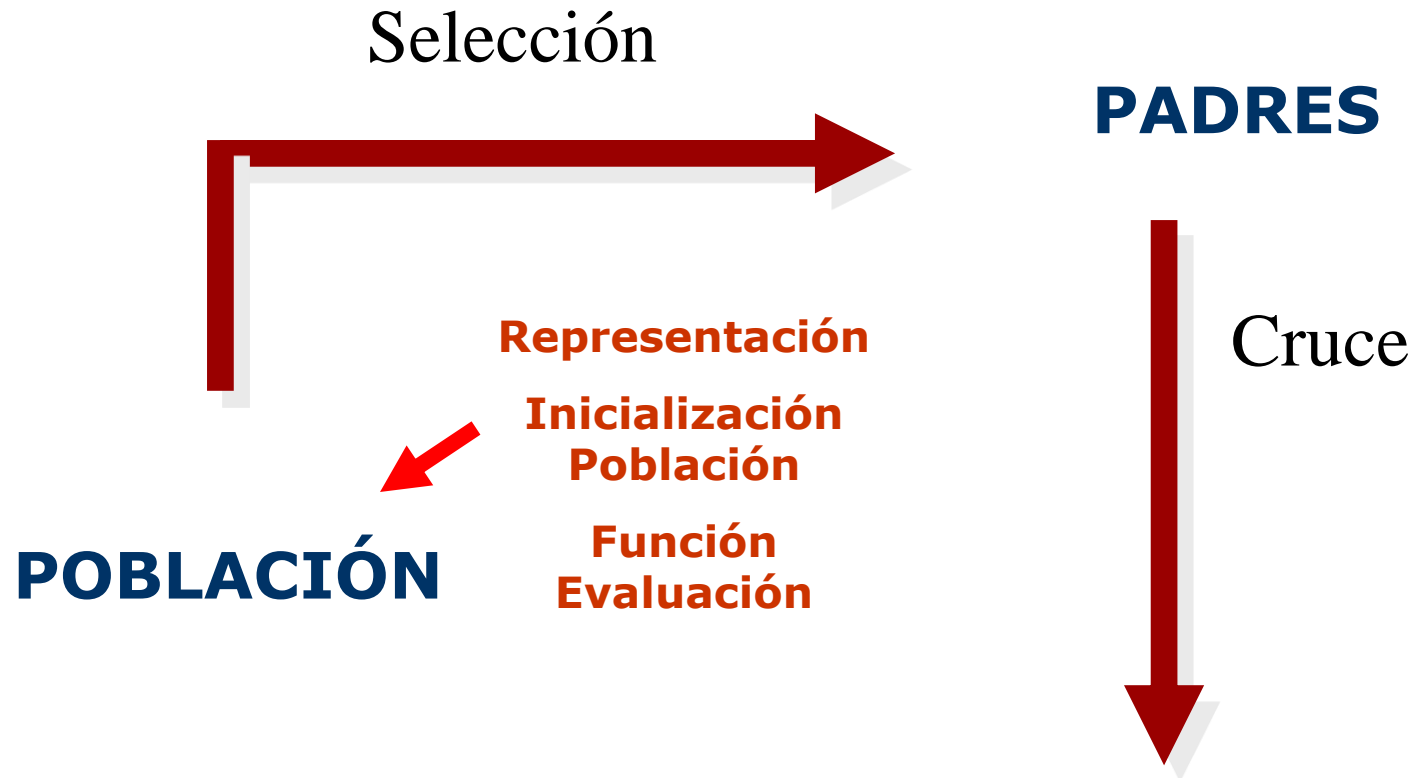 Selección
PADRES
Cruce
Representación
Inicialización
Población
Función
Evaluación
POBLACIÓN